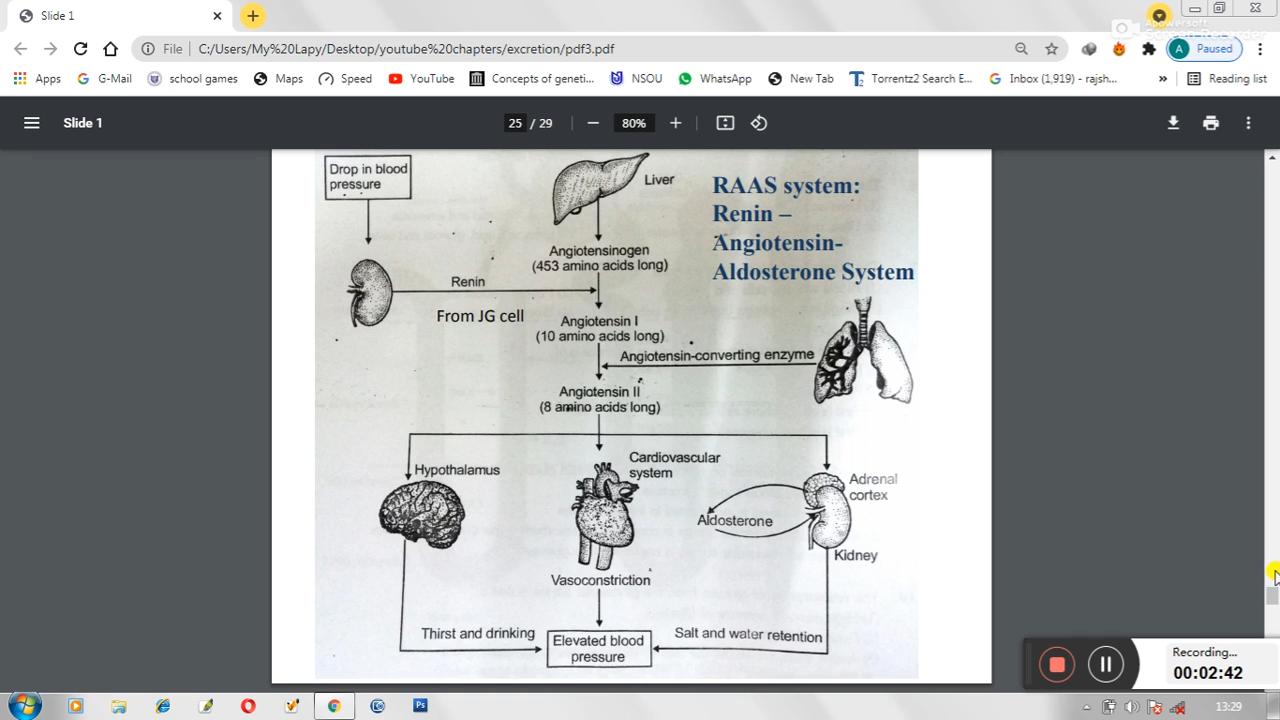 Slide 1
Apowersoft
Screen Recorder
File C:/Users/My%20Lapy/Desktop/youtube%20chapters/excretion/pdf3.pdf
A Paused
Apps G-Mail school games Maps Speed YouTube Concepts of geneti... NSOU WhatsApp New Tab Torrentz2 Search E... Inbox (1,919) - rajsh... » Reading list
Slide 1 25 / 29 80%
Drop in blood
pressure
Liver
RAAS system:
Renin –
Angiotensin-
Aldosterone System
Angiotensinogen
(453 amino acids long)
Renin
From JG cell
Angiotensin I
(10 amino acids long)
Angiotensin-converting enzyme
Angiotensin II
(8 amino acids long)
Hypothalamus
Cardiovascular
system
Adrenal
cortex
Aldosterone
Kidney
Vasoconstriction
Thirst and drinking
Elevated blood
pressure
Salt and water retention
Recording...
00:02:42
13:29